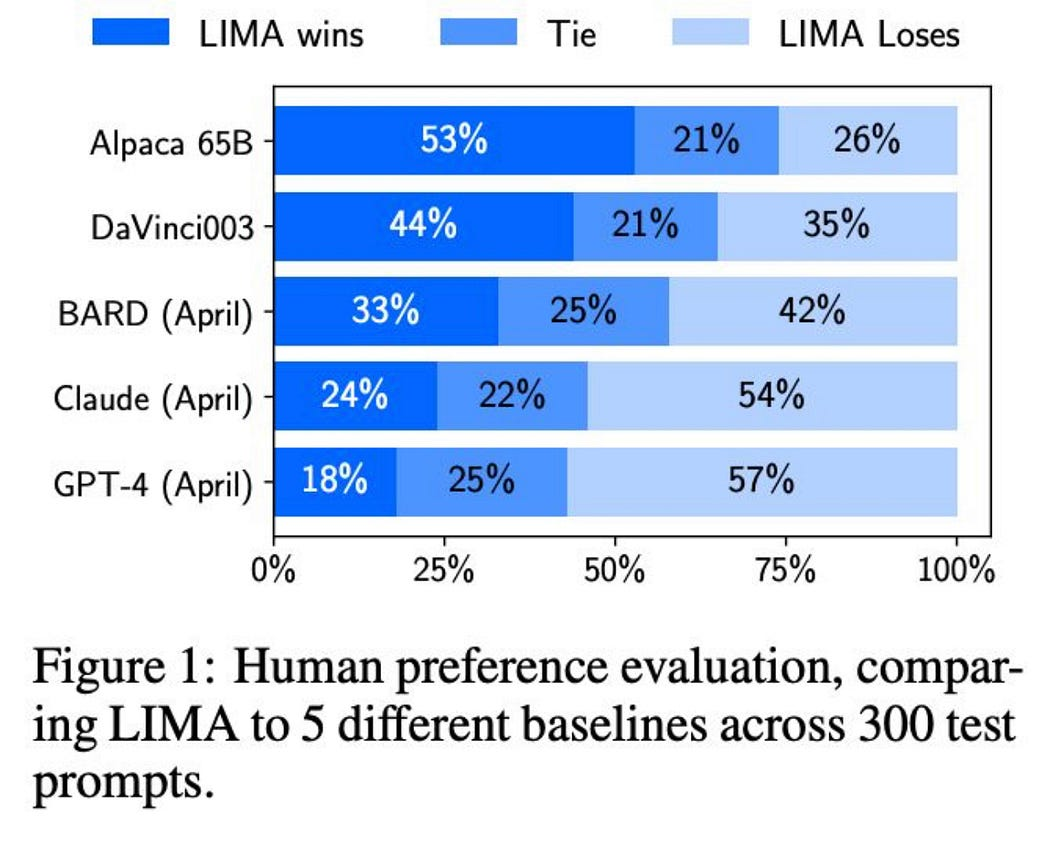 LIMA wins Tie LIMA Loses
Alpaca 65B 53% 21% 26%
DaVinci003 44% 21% 35%
BARD (April) 33% 25% 42%
Claude (April) 24% 22% 54%
GPT-4 (April) 18% 25% 57%
0% 25% 50% 75% 100%
Figure 1: Human preference evaluation, compar-
ing LIMA to 5 different baselines across 300 test
prompts.